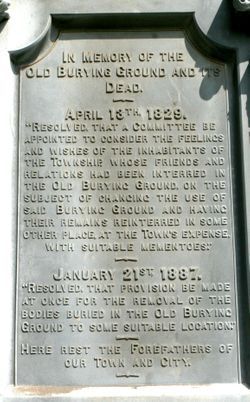 In Memory of the
Old Burying Ground and its
Dead.
April 13th, 1829.
"Resolved, that a Committee be
appointed to consider the feelings
and wishes of the inhabitants of
the Township, whose friends and
relations had been interred in
the Old Burying Ground, on the
subject of changing the use of
said Burying Ground and having
their remains reinterred in some
other place, at the Town's expense,
with suitable mementoes."
January 21st 1887.
"Resolved, that provision be made
at once for the removal of the
bodies buried in the Old Burying
Ground to some suitable location."
Here rest the Forefathers of
our Town and City.